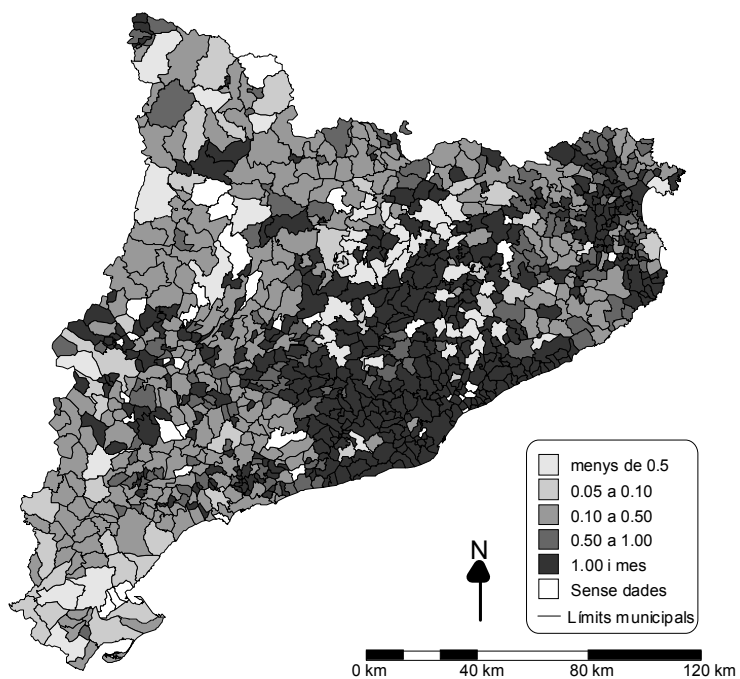 menys de 0.5
0.05 a 0.10
0.10 a 0.50
0.50 a 1.00
1.00 i mes
Sense dades
Límits municipals
N
0 km 40 km 80 km 120 km